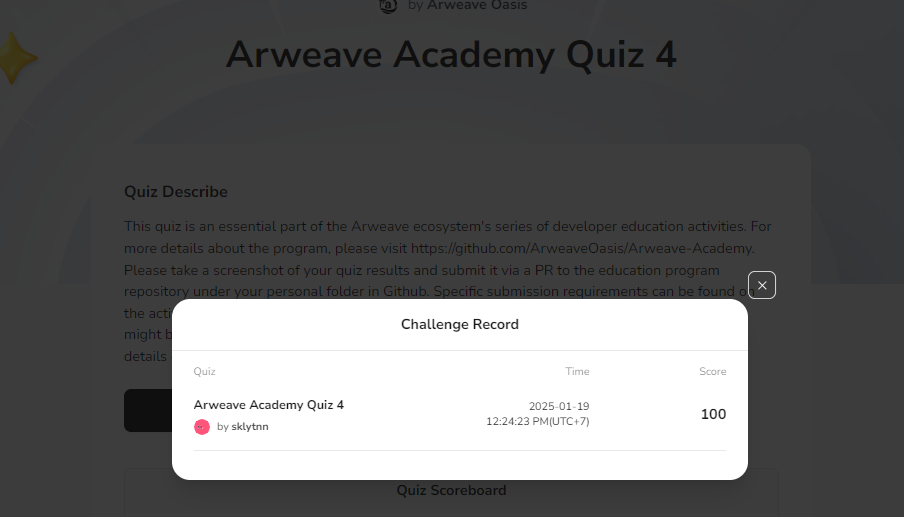 by Arweave Oasis
Arweave Academy Quiz 4
Quiz Describe
This quiz is an essential part of the Arweave ecosystem's series of developer education activities. For
more details about the program, please visit https://github.com/ArweaveOasis/Arweave-Academy.
Please take a screenshot of your quiz results and submit it via a PR to the education program
repository under your personal folder in Github. Specific submission requirements can be found on
the acti
might b
details
Challenge Record
Quiz Time Score
Arweave Academy Quiz 4
by sklytnn
2025-01-19
12:24:23 PM(UTC+7)
100
Quiz Scoreboard